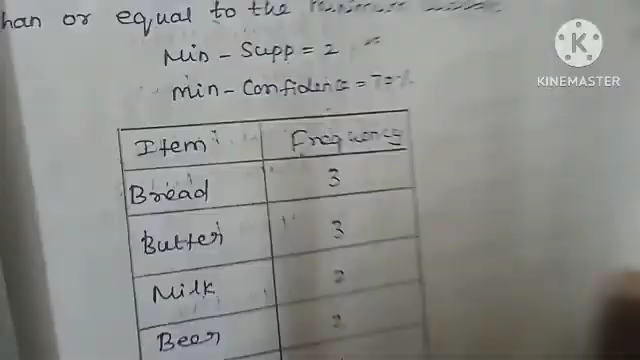 han or equal to the
Min - Supp = 2
min - Confidence = 70%
Item Frequency
Bread 3
Butter 3
Milk 2
Beer 2
KINEMASTER